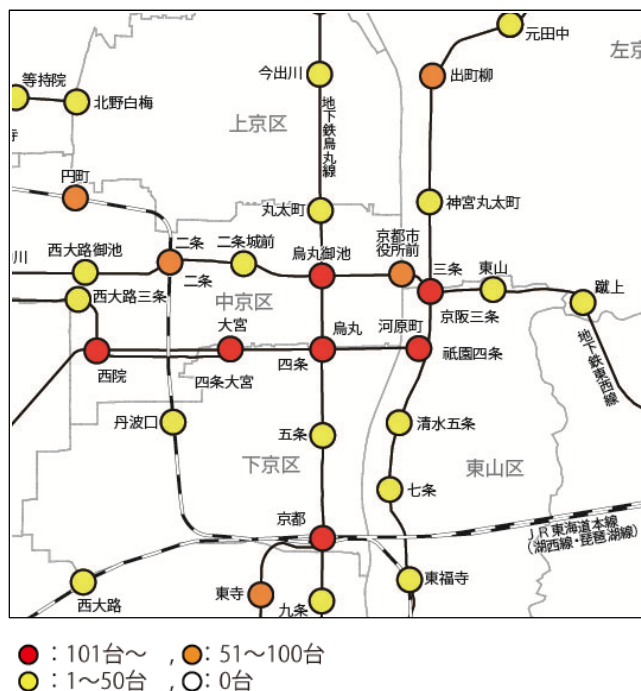 元田中
左京
今出川
出町柳
等持院
北野白梅
寺
上京区
地下鉄烏丸線
円町
丸太町
神宮丸太町
二条
二条城前
烏丸御池
京都市
役所前
三条
東山
蹴上
西大路御池
川
二条
西大路三条
中京区
大宮
烏丸
河原町
京阪三条
西院
四条大宮
四条
祇園四条
地下鉄東西線
丹波口
五条
清水五条
下京区
東山区
七条
京都
JR東海道本線
(湖西線・琵琶湖線)
西大路
東寺
九条
東福寺
:101台～ , :51～100台
:1～50台 , :0台